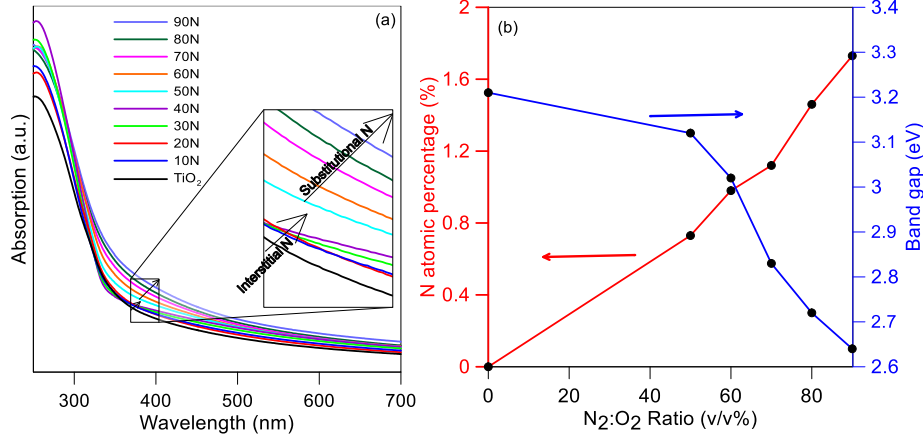 (a)
90N
80N
70N
60N
50N
40N
30N
20N
10N
TiO₂
Substitutional N
Interstitial N
Absorption (a.u.)
300 400 500 600 700
Wavelength (nm)
(b)
2
1.6
1.2
0.8
0.4
0
N atomic percentage (%)
3.4
3.3
3.2
3.1
3
2.9
2.8
2.7
2.6
Band gap (eV)
0 20 40 60 80
N₂:O₂ Ratio (v/v%)